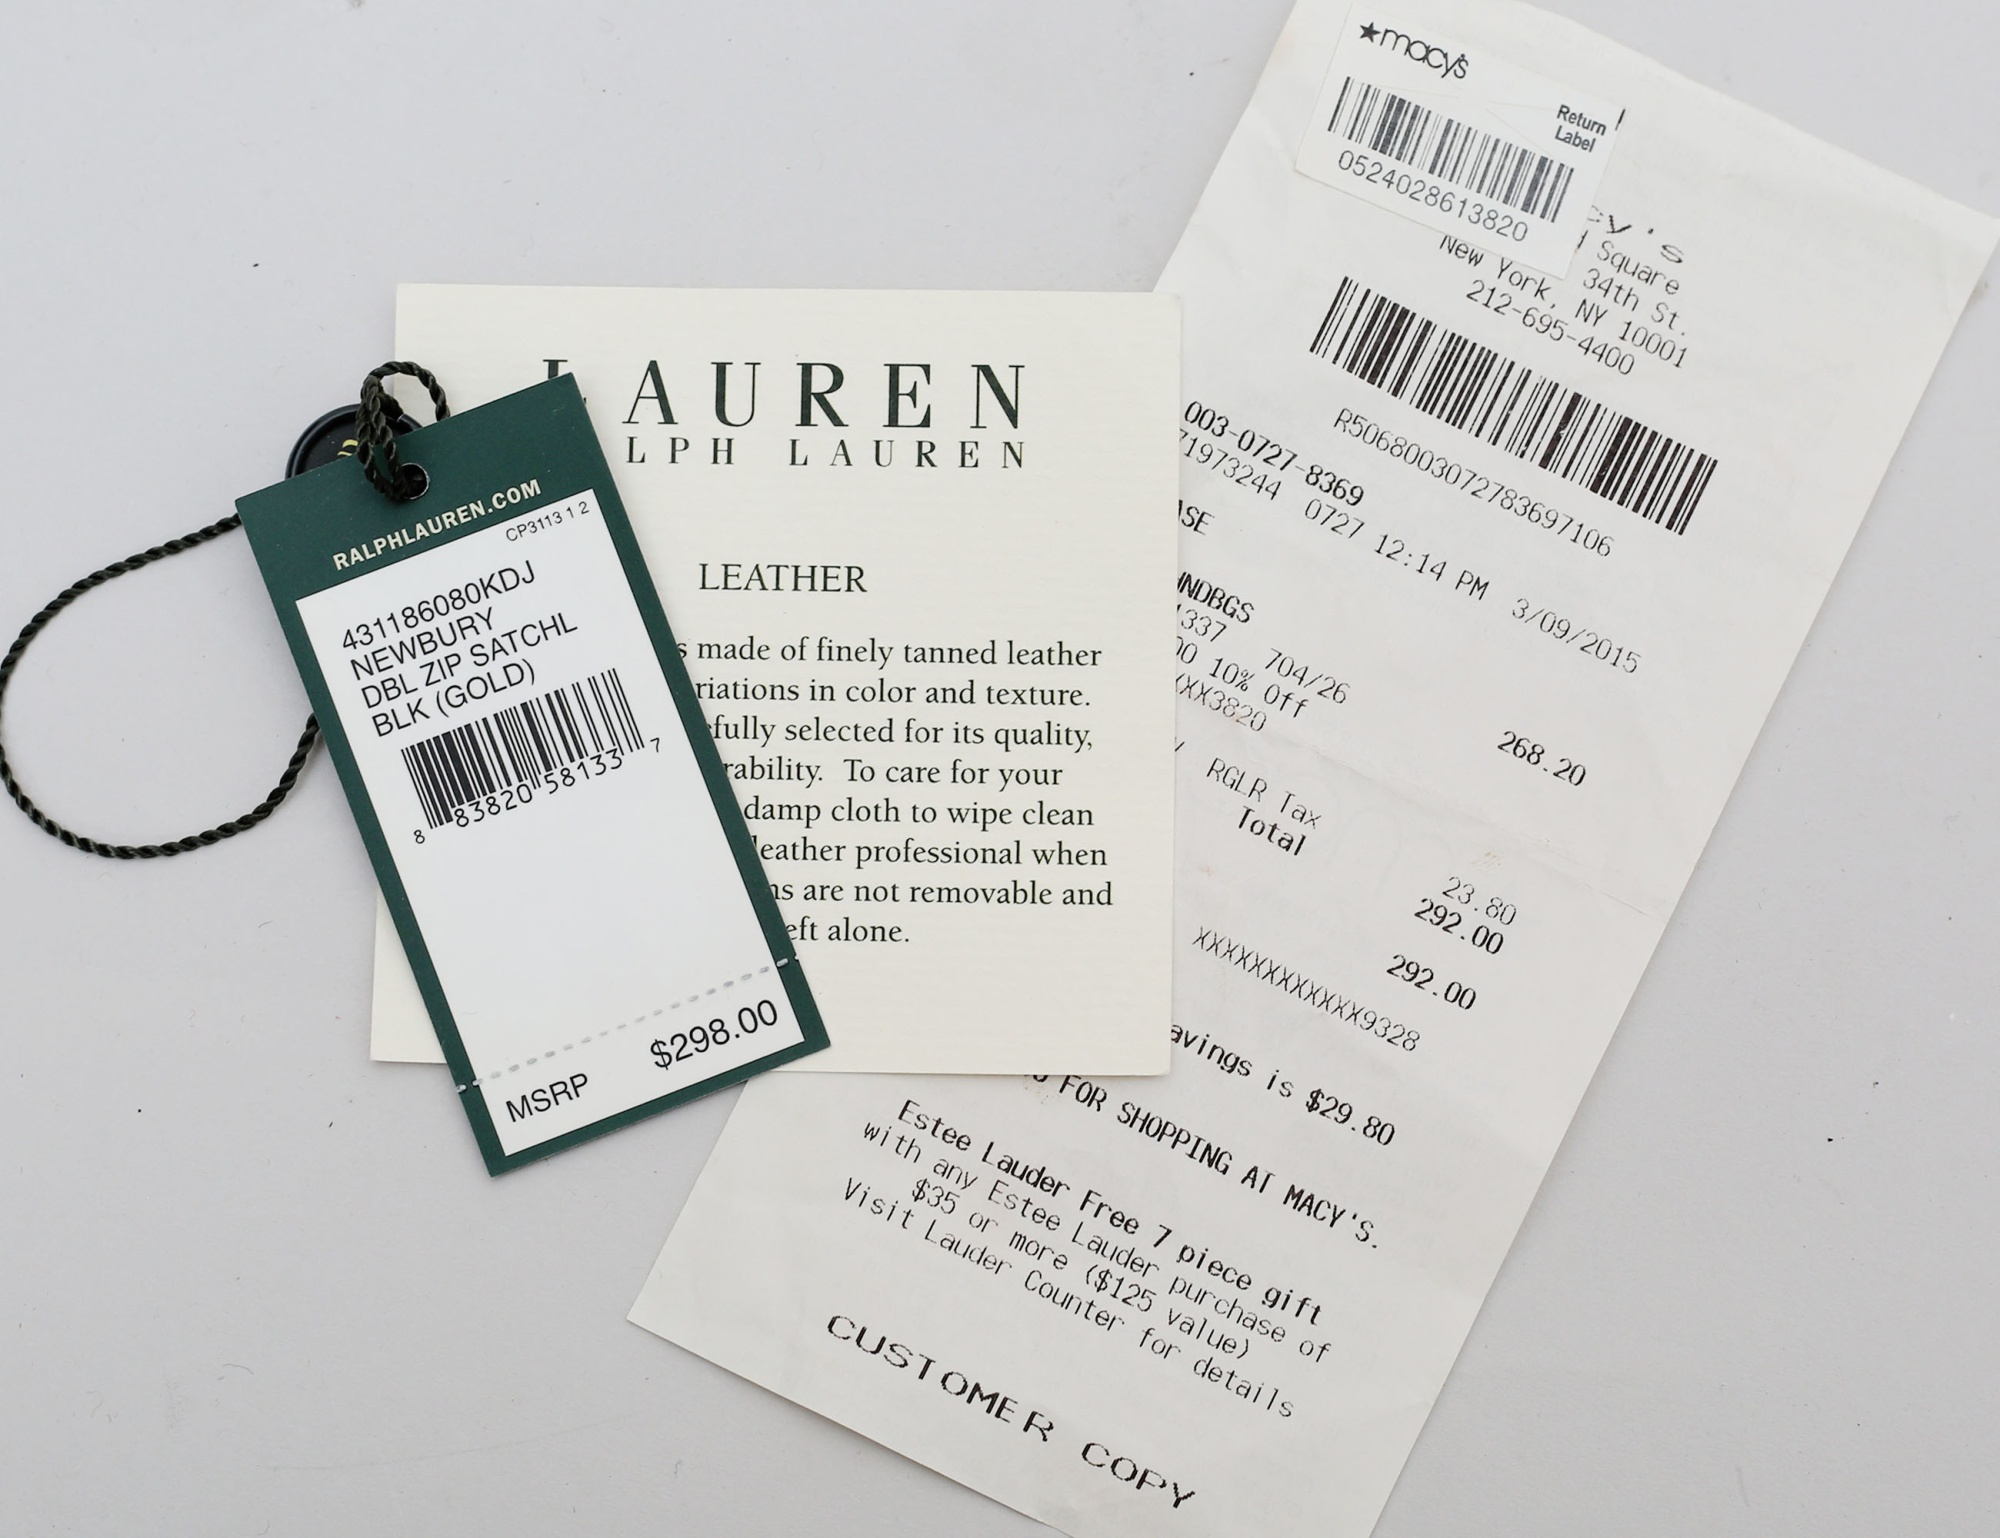 RALPHLAUREN.COM
CP3113 1 2
431186080KDJ
NEWBURY
DBL ZIP SATCHL
BLK (GOLD)
8 83820 58133 7
MSRP $298.00
LAUREN
LPH LAUREN
LEATHER
s made of finely tanned leather
riations in color and texture.
efully selected for its quality,
rability. To care for your
damp cloth to wipe clean
leather professional when
ns are not removable and
eft alone.
★macy's
Return
Label
0524028613820
cy's
Square
34th St.
New York, NY 10001
212-695-4400
R5068003072783697106
003-0727-8369
71973244 0727 12:14 PM 3/09/2015
ASE
HNDBGS
337 704/26
00 10% Off 268.20
XXX3820
RGLR Tax 23.80
Total 292.00
292.00
XXXXXXXXXXXX9328
avings is $29.80
FOR SHOPPING AT MACY'S.
Estee Lauder Free 7 piece gift
with any Estee Lauder purchase of
$35 or more ($125 value)
Visit Lauder Counter for details
CUSTOMER COPY